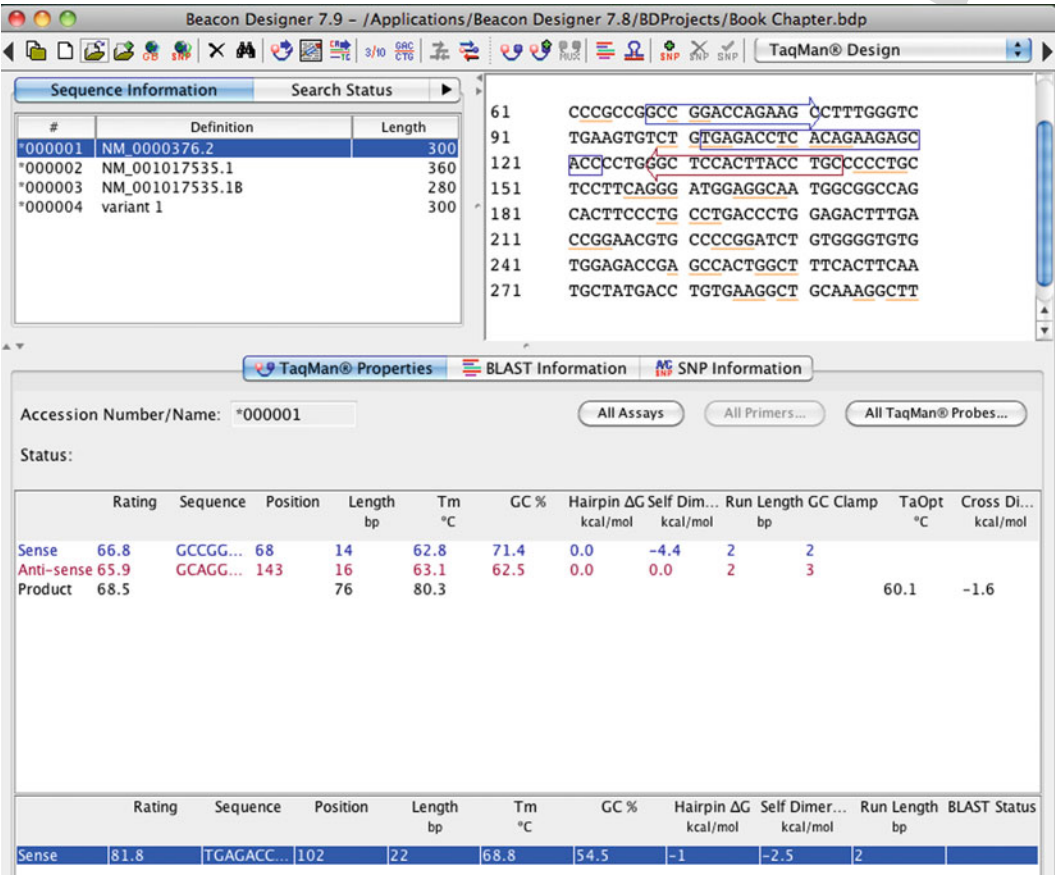 Beacon Designer 7.9 – /Applications/Beacon Designer 7.8/BDProjects/Book Chapter.bdp
TaqMan® Design
Sequence Information Search Status
# Definition Length
*000001 NM_0000376.2 300
*000002 NM_001017535.1 360
*000003 NM_001017535.1B 280
*000004 variant 1 300
61 CCCGCCGGCC GGACCAGAAG CCTTTGGGTC
91 TGAAGTGTCT GTGAGACCTC ACAGAAGAGC
121 ACCCCTGGGC TCCACTTACC TGCCCCCTGC
151 TCCTTCAGGG ATGGAGGCAA TGGCGGCCAG
181 CACTTCCCTG CCTGACCCTG GAGACTTTGA
211 CCGGAACGTG CCCCGGATCT GTGGGGTGTG
241 TGGAGACCGA GCCACTGGCT TTCACTTCAA
271 TGCTATGACC TGTGAAGGCT GCAAAGGCTT
TaqMan® Properties BLAST Information SNP Information
Accession Number/Name: *000001 All Assays All Primers... All TaqMan® Probes...
Status:
Rating Sequence Position Length Tm GC % Hairpin ΔG Self Dim... Run Length GC Clamp TaOpt Cross Di...
bp °C kcal/mol kcal/mol bp °C kcal/mol
Sense 66.8 GCCGG... 68 14 62.8 71.4 0.0 -4.4 2 2
Anti-sense 65.9 GCAGG... 143 16 63.1 62.5 0.0 0.0 2 3
Product 68.5 76 80.3 60.1 -1.6
Rating Sequence Position Length Tm GC % Hairpin ΔG Self Dimer... Run Length BLAST Status
bp °C kcal/mol kcal/mol bp
Sense 81.8 TGAGACC... 102 22 68.8 54.5 -1 -2.5 2